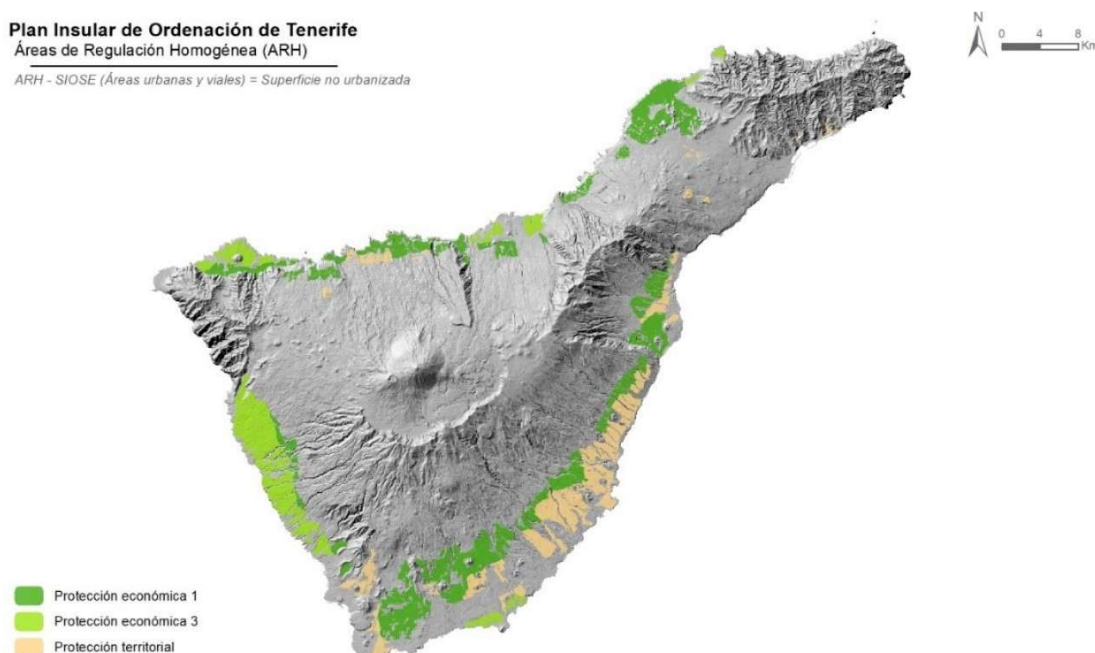 Plan Insular de Ordenación de Tenerife
Áreas de Regulación Homogénea (ARH)
ARH - SIOSE (Áreas urbanas y viales) = Superficie no urbanizada
N
0 4 8
Km
Protección económica 1
Protección económica 3
Protección territorial